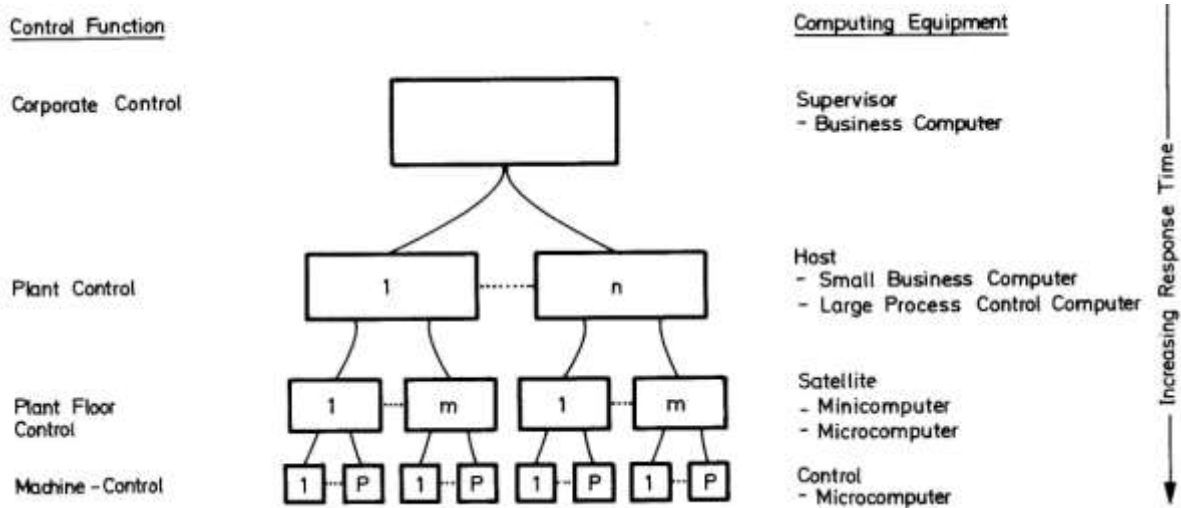 Control Function
Computing Equipment
Corporate Control
Supervisor
- Business Computer
Plant Control
1
n
Host
- Small Business Computer
- Large Process Control Computer
Plant Floor
Control
1
m
1
m
Satellite
- Minicomputer
- Microcomputer
Machine-Control
1
P
1
P
1
P
1
P
Control
- Microcomputer
Increasing Response Time